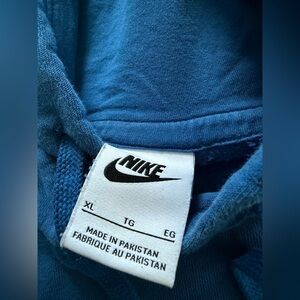 NIKE
XL TG EG
MADE IN PAKISTAN
FABRIQUE AU PAKISTAN